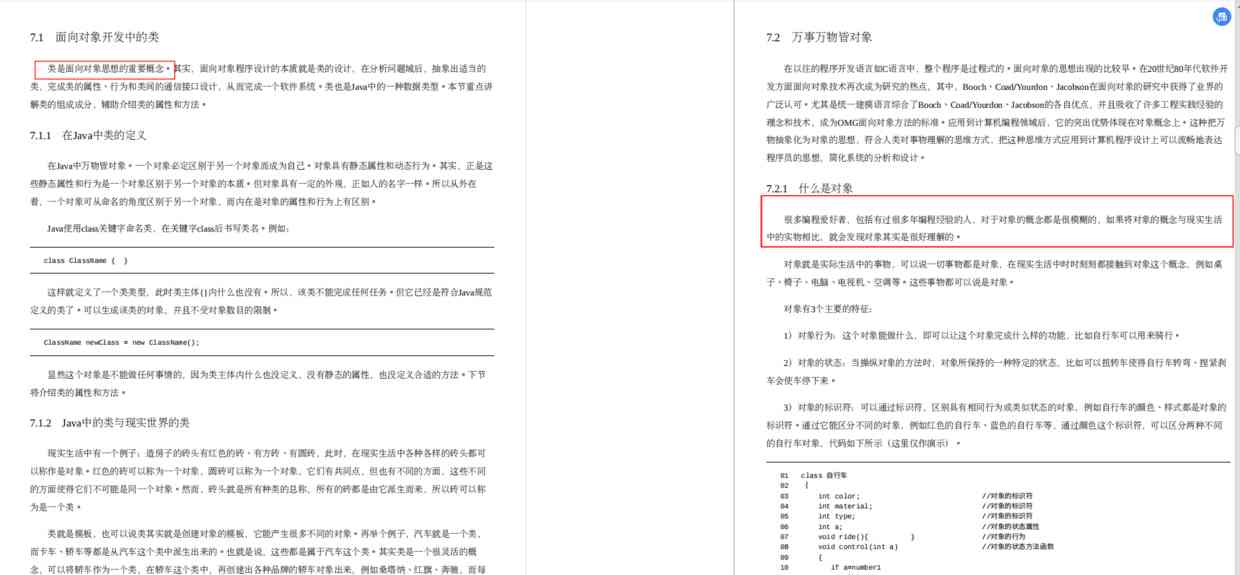 7.1 面向对象开发中的类
类是面向对象思想的重要概念。其实，面向对象程序设计的本质就是类的设计，在分析问题域后，抽象出适当的
类，完成类的属性、行为和类间的通信接口设计，从而完成一个软件系统。类也是Java中的一种数据类型。本节重点讲
解类的组成成分，辅助介绍类的属性和方法。
7.1.1 在Java中类的定义
在Java中万物皆对象。一个对象必定区别于另一个对象而成为自己。对象具有静态属性和动态行为。其实，正是这
些静态属性和行为是一个对象区别于另一个对象的本质。但对象具有一定的外观，正如人的名字一样。所以从外在
看，一个对象可从命名的角度区别于另一个对象，而内在是对象的属性和行为上有区别。
Java使用class关键字命名类，在关键字class后书写类名。例如：
class ClassName { }
这样就定义了一个类类型，此时类主体{}内什么也没有。所以，该类不能完成任何任务。但它已经是符合Java规范
定义的类了。可以生成该类的对象，并且不受对象数目的限制。
ClassName newClass = new ClassName();
显然这个对象是不能做任何事情的，因为类主体内什么也没定义，没有静态的属性，也没定义合适的方法。下节
将介绍类的属性和方法。
7.1.2 Java中的类与现实世界的类
现实生活中有一个例子：造房子的砖头有红色的砖、有方砖、有圆砖，此时，在现实生活中各种各样的砖头都可
以称作是对象。红色的砖可以称为一个对象，圆砖可以称为一个对象，它们有共同点，但也有不同的方面，这些不同
的方面使得它们不可能是同一个对象。然而，砖头就是所有种类的总称，所有的砖都是由它派生而来，所以砖可以称
为是一个类。
类就是模板，也可以说类其实就是创建对象的模板，它能产生很多不同的对象。再举个例子，汽车就是一个类，
而卡车、轿车等都是从汽车这个类中派生出来的。也就是说，这些都是属于汽车这个类。其实类是一个很灵活的概
念，可以将轿车作为一个类，在轿车这个类中，再创建出各种品牌的轿车对象出来，例如桑塔纳、红旗、奔驰，而每
7.2 万事万物皆对象
在以往的程序开发语言如C语言中，整个程序是过程式的。面向对象的思想出现的比较早。在20世纪80年代软件开
发方面面向对象技术再次成为研究的热点，其中，Booch、Coad/Yourdon、Jacobson在面向对象的研究中获得了业界的
广泛认可。尤其是统一建模语言综合了Booch、Coad/Yourdon、Jacobson的各自优点，并且吸收了许多工程实践经验的
理念和技术，成为OMG面向对象方法的标准。应用到计算机编程领域后，它的突出优势体现在对象概念上。这种把万
物抽象化为对象的思想，符合人类对事物理解的思维方式，把这种思维方式应用到计算机程序设计上可以流畅地表达
程序员的思想，简化系统的分析和设计。
7.2.1 什么是对象
很多编程爱好者，包括有过很多年编程经验的人，对于对象的概念都是很模糊的，如果将对象的概念与现实生活
中的实物相比，就会发现对象其实是很好理解的。
对象就是实际生活中的事物，可以说一切事物都是对象，在现实生活中时时刻刻都接触到对象这个概念，例如桌
子、椅子、电脑、电视机、空调等。这些事物都可以说是对象。
对象有3个主要的特征：
1）对象行为：这个对象能做什么，即可以让这个对象完成什么样的功能，比如自行车可以用来骑行。
2）对象的状态：当操纵对象的方法时，对象所保持的一种特定的状态，比如可以扭转车使得自行车转弯、捏紧刹
车会使车停下来。
3）对象的标识符：可以通过标识符，区别具有相同行为或类似状态的对象，例如自行车的颜色、样式都是对象的
标识符。通过它能区分不同的对象，例如红色的自行车、蓝色的自行车等，通过颜色这个标识符，可以区分两种不同
的自行车对象，代码如下所示（这里仅作演示）。
01 class 自行车
02 {
03 int color; //对象的标识符
04 int material; //对象的标识符
05 int type; //对象的标识符
06 int a; //对象的状态属性
07 void ride(){ } //对象的行为
08 void control(int a) //对象的状态方法函数
09 {
10 if a=number1